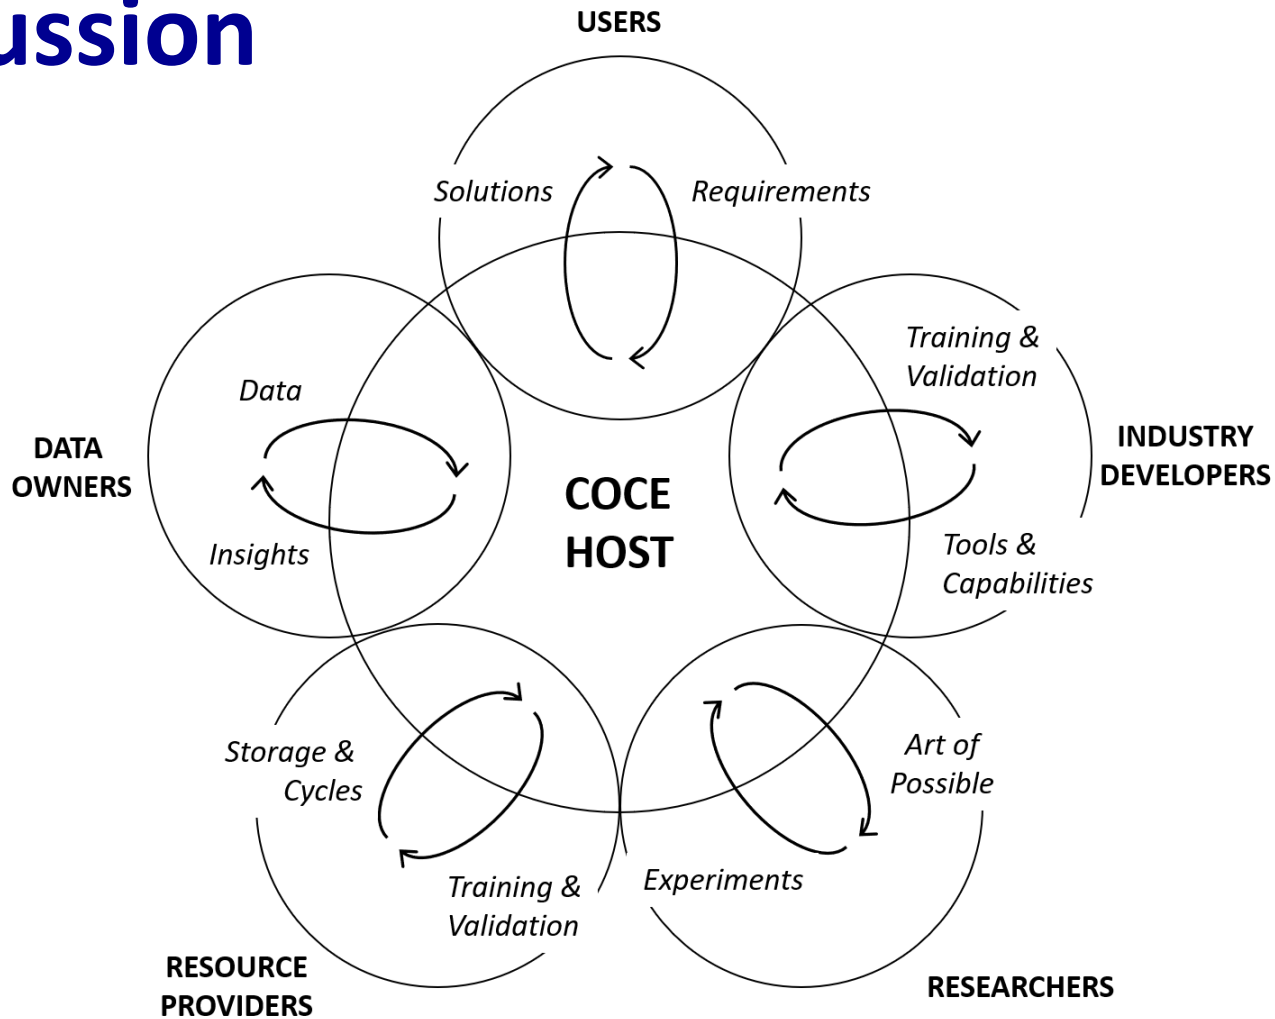 ussion
USERS
Solutions
Requirements
Training &
Validation
Data
DATA
OWNERS
INDUSTRY
DEVELOPERS
COCE
HOST
Insights
Tools &
Capabilities
Storage &
Cycles
Art of
Possible
Training &
Validation
Experiments
RESOURCE
PROVIDERS
RESEARCHERS